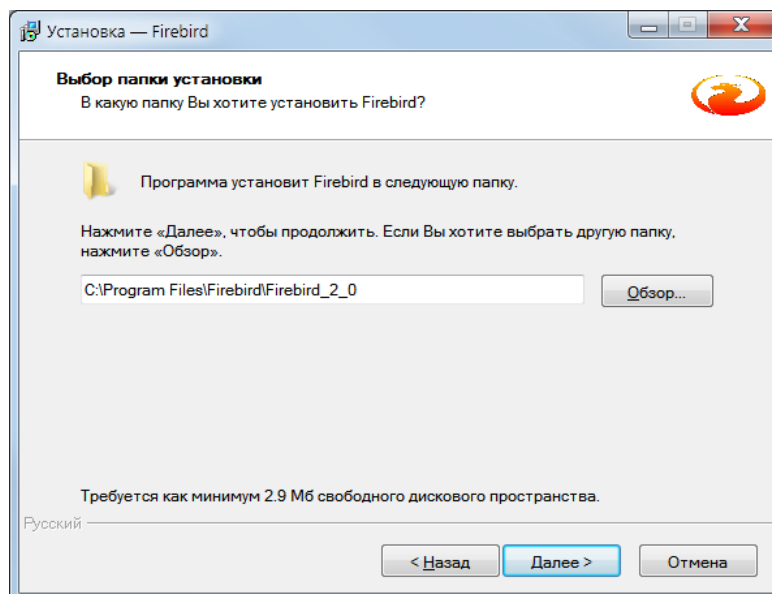 Установка — Firebird
Выбор папки установки
В какую папку Вы хотите установить Firebird?
Программа установит Firebird в следующую папку.
Нажмите «Далее», чтобы продолжить. Если Вы хотите выбрать другую папку,
нажмите «Обзор».
C:\Program Files\Firebird\Firebird_2_0
Обзор...
Требуется как минимум 2.9 Мб свободного дискового пространства.
Русский
< Назад
Далее >
Отмена